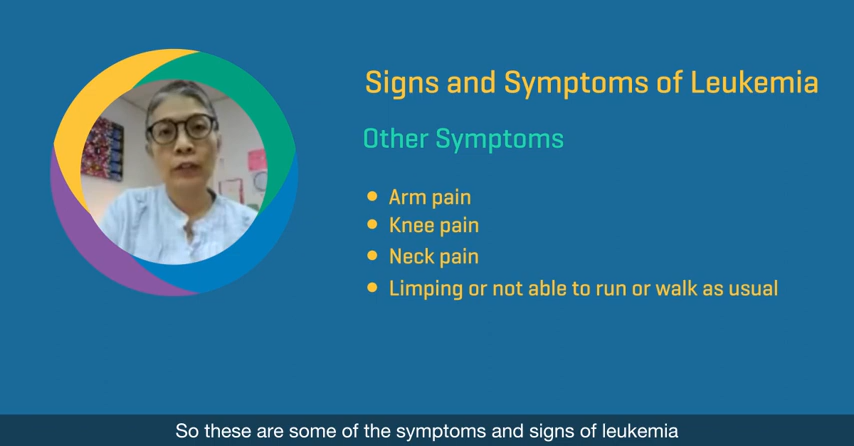 Signs and Symptoms of Leukemia
Other Symptoms
Arm pain
Knee pain
Neck pain
Limping or not able to run or walk as usual
So these are some of the symptoms and signs of leukemia